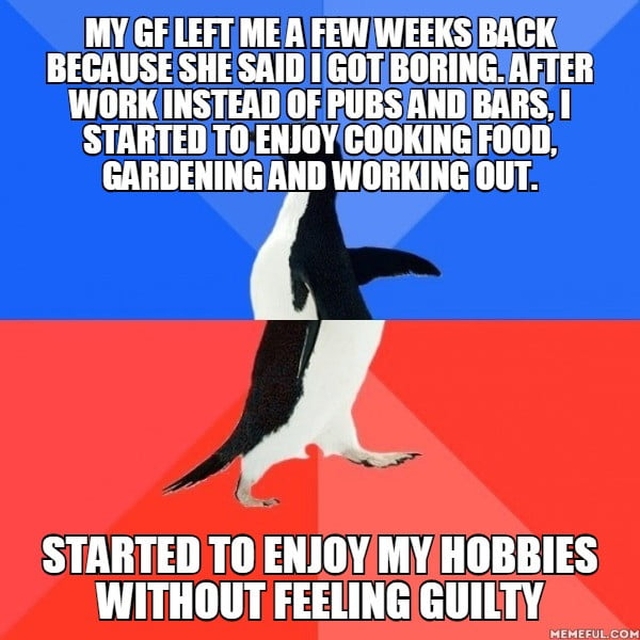 MY GF LEFT ME A FEW WEEKS BACK
BECAUSE SHE SAID I GOT BORING. AFTER
WORK INSTEAD OF PUBS AND BARS, I
STARTED TO ENJOY COOKING FOOD,
GARDENING AND WORKING OUT.
STARTED TO ENJOY MY HOBBIES
WITHOUT FEELING GUILTY
MEMEFUL.COM